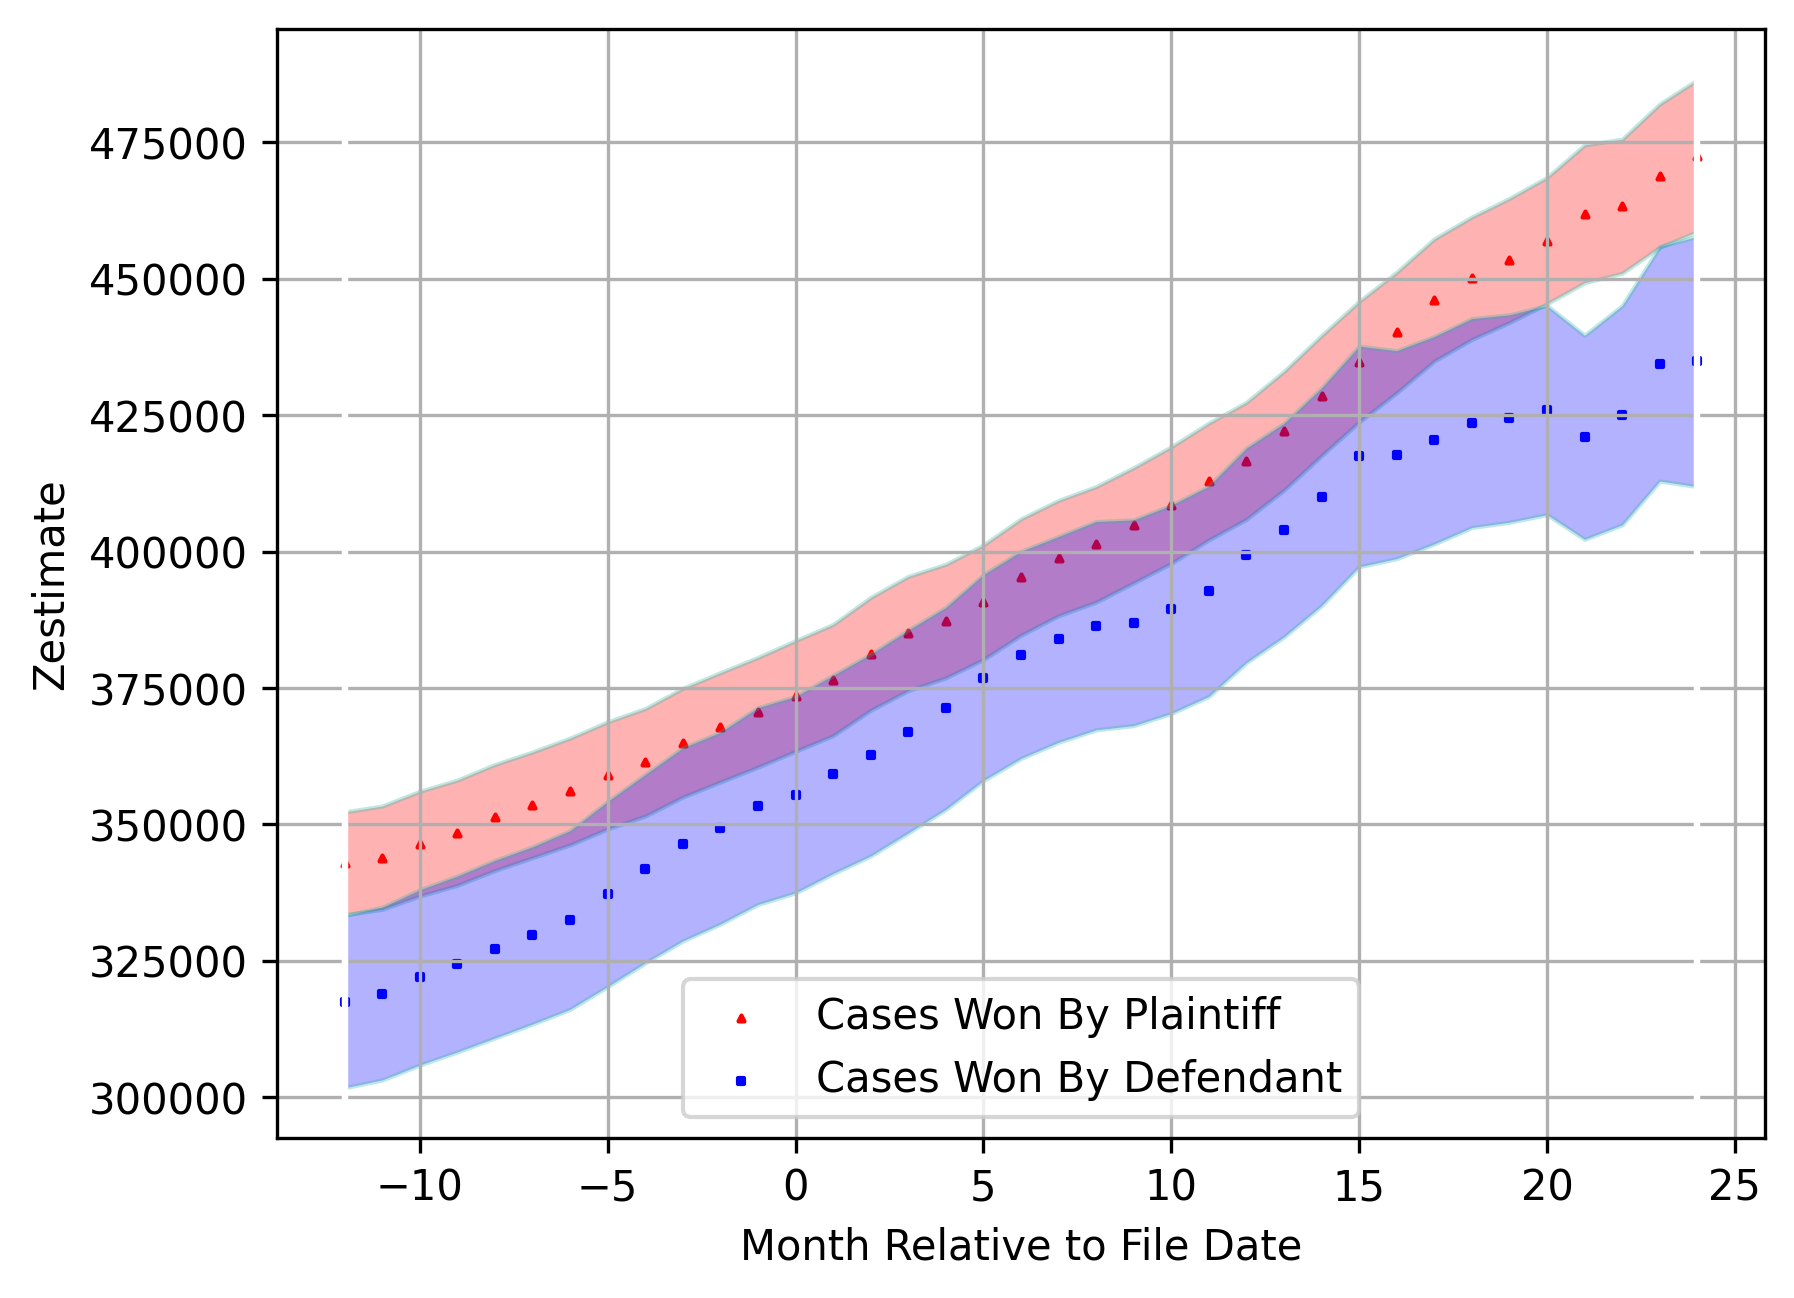 475000
450000
425000
400000
375000
350000
325000
300000
Zestimate
Cases Won By Plaintiff
Cases Won By Defendant
−10 −5 0 5 10 15 20 25
Month Relative to File Date